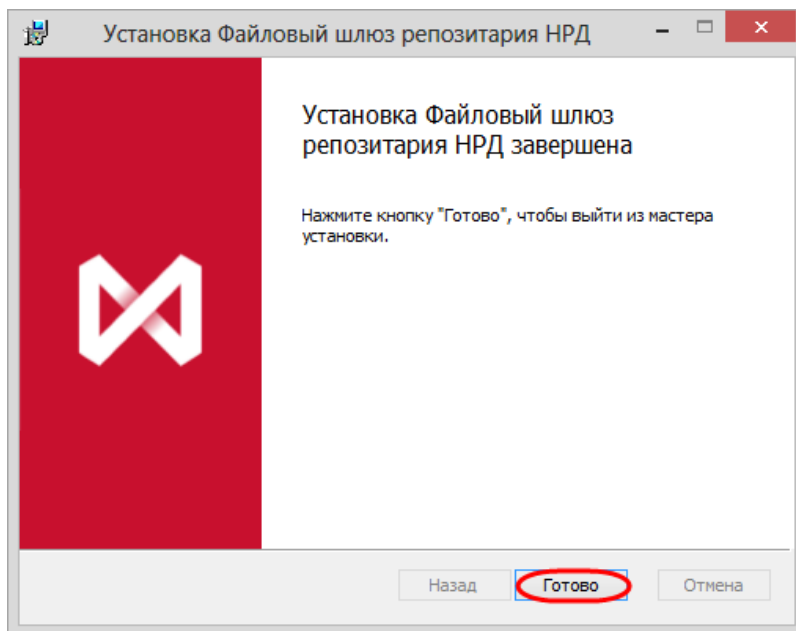 Установка Файловый шлюз репозитария НРД
Установка Файловый шлюз
репозитария НРД завершена
Нажмите кнопку "Готово", чтобы выйти из мастера
установки.
Назад
Готово
Отмена